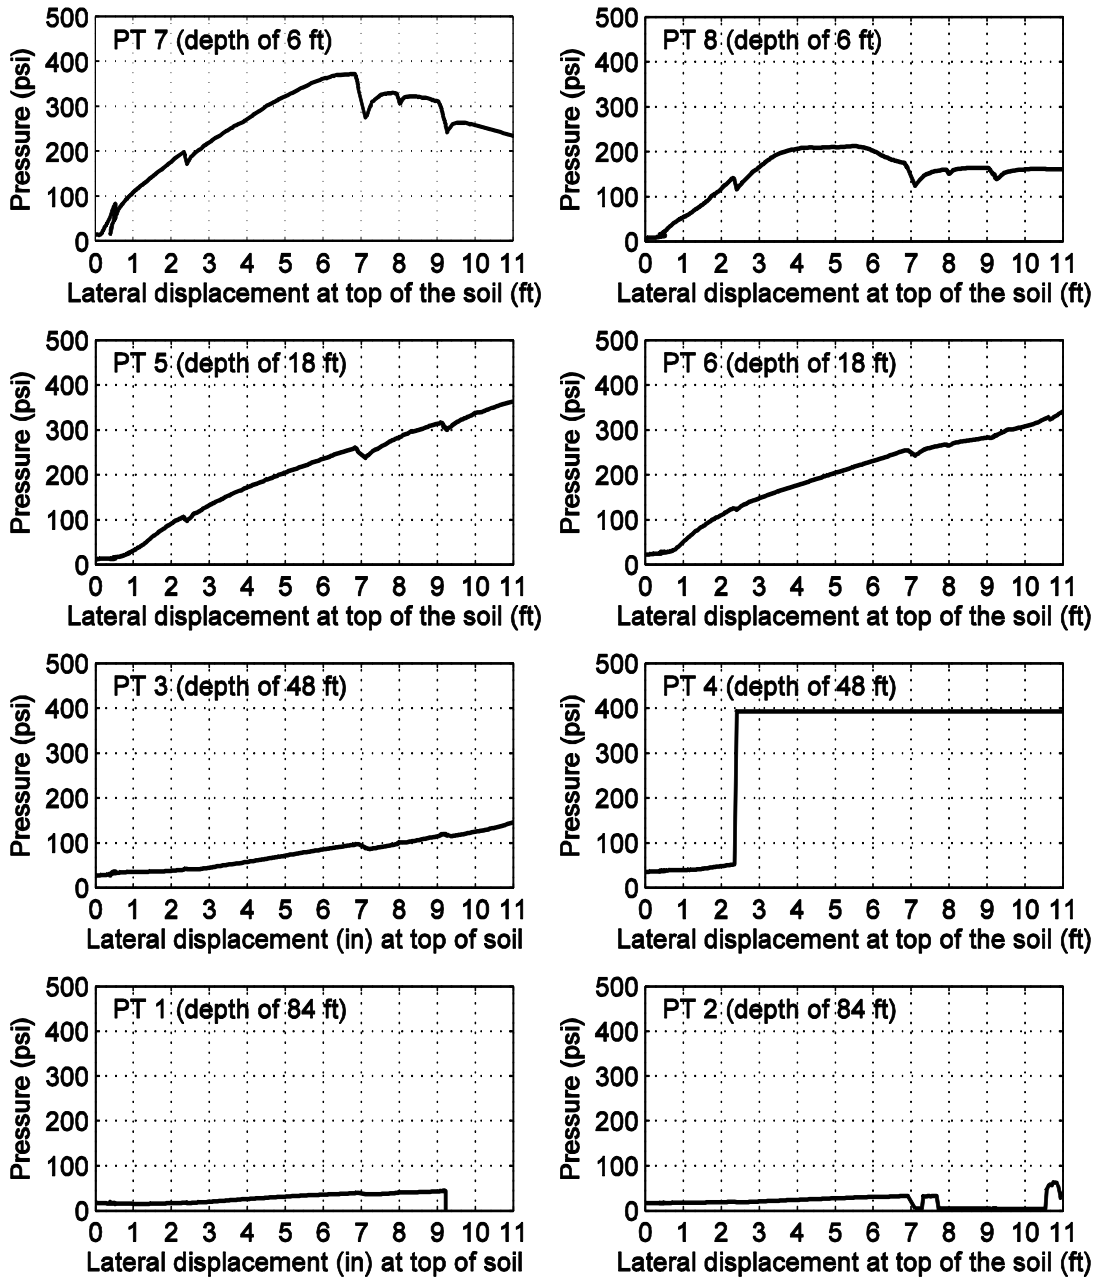 PT 7 (depth of 6 ft)
Pressure (psi)
500
400
300
200
100
0
0 1 2 3 4 5 6 7 8 9 10 11
Lateral displacement at top of the soil (ft)
PT 8 (depth of 6 ft)
Pressure (psi)
500
400
300
200
100
0
0 1 2 3 4 5 6 7 8 9 10 11
Lateral displacement at top of the soil (ft)
PT 5 (depth of 18 ft)
Pressure (psi)
500
400
300
200
100
0
0 1 2 3 4 5 6 7 8 9 10 11
Lateral displacement at top of the soil (ft)
PT 6 (depth of 18 ft)
Pressure (psi)
500
400
300
200
100
0
0 1 2 3 4 5 6 7 8 9 10 11
Lateral displacement at top of the soil (ft)
PT 3 (depth of 48 ft)
Pressure (psi)
500
400
300
200
100
0
0 1 2 3 4 5 6 7 8 9 10 11
Lateral displacement (in) at top of soil
PT 4 (depth of 48 ft)
Pressure (psi)
500
400
300
200
100
0
0 1 2 3 4 5 6 7 8 9 10 11
Lateral displacement at top of the soil (ft)
PT 1 (depth of 84 ft)
Pressure (psi)
500
400
300
200
100
0
0 1 2 3 4 5 6 7 8 9 10 11
Lateral displacement (in) at top of soil
PT 2 (depth of 84 ft)
Pressure (psi)
500
400
300
200
100
0
0 1 2 3 4 5 6 7 8 9 10 11
Lateral displacement at top of the soil (ft)